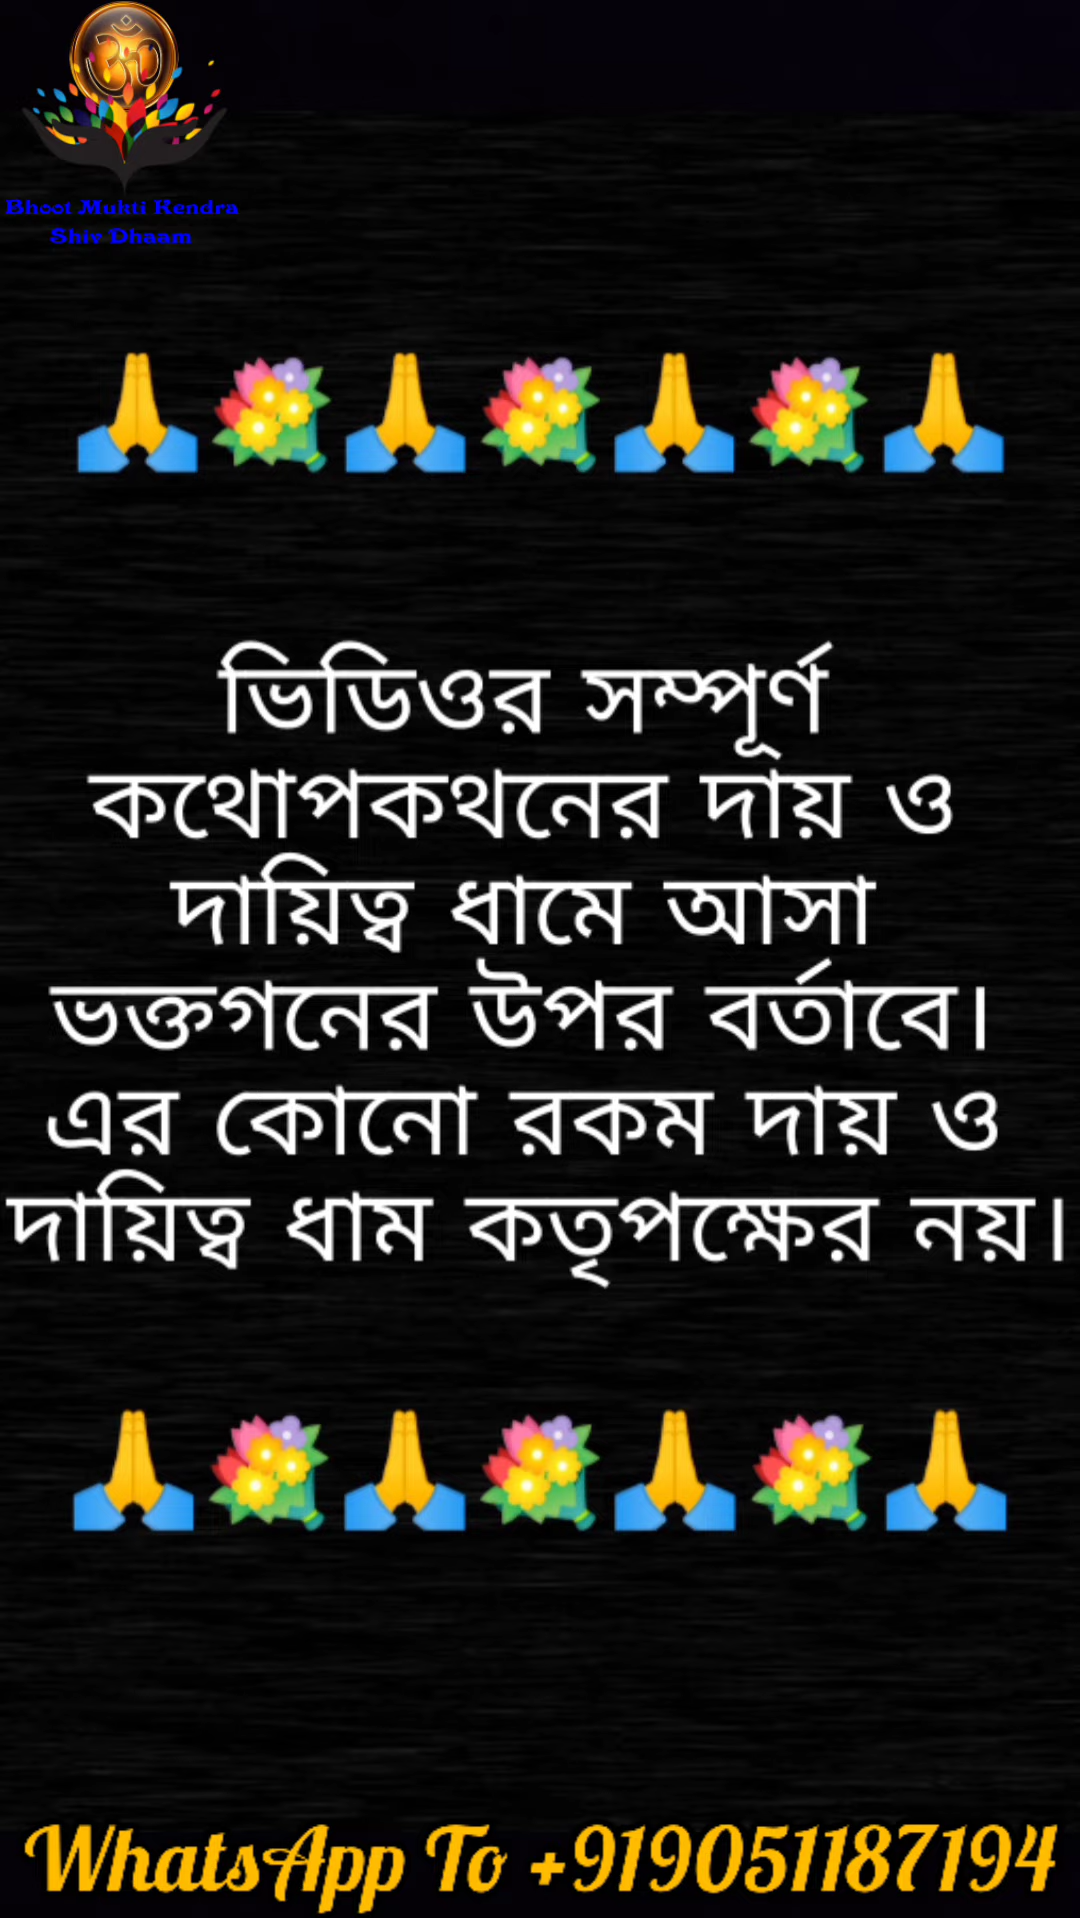 Bhoot Mukti Kendra
Shiv Dhaam
🙏💐🙏💐🙏💐🙏
ভিডিওর সম্পূর্ণ
কথোপকথনের দায় ও
দায়িত্ব ধামে আসা
ভক্তগনের উপর বর্তাবে।
এর কোনো রকম দায় ও
দায়িত্ব ধাম কতৃপক্ষের নয়।
🙏💐🙏💐🙏💐🙏
WhatsApp To +919051187194